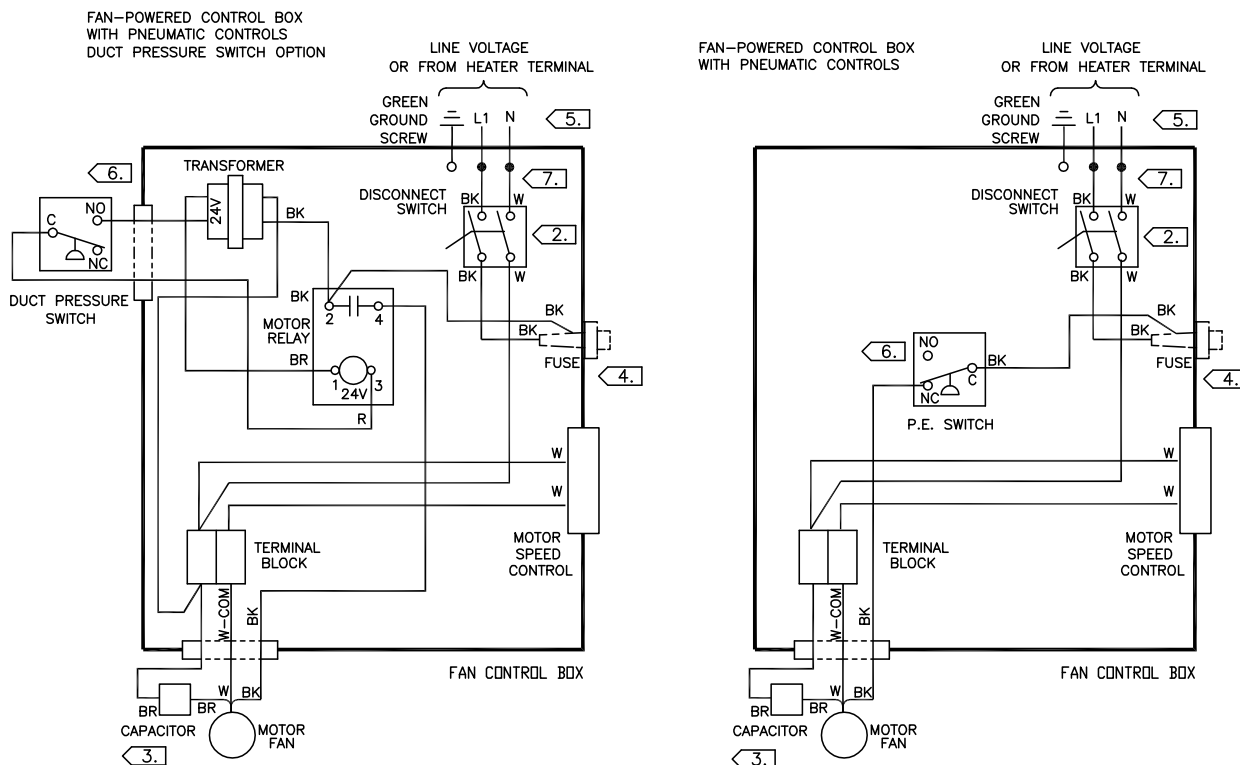 FAN-POWERED CONTROL BOX
WITH PNEUMATIC CONTROLS
DUCT PRESSURE SWITCH OPTION
LINE VOLTAGE
OR FROM HEATER TERMINAL
GREEN
GROUND
SCREW
L1
N
5.
6.
TRANSFORMER
24V
BK
7.
DISCONNECT
SWITCH
BK
W
2.
BK
W
C
NO
NC
DUCT PRESSURE
SWITCH
BK
2
4
MOTOR
RELAY
BR
1
3
24V
R
BK
BK
FUSE
4.
W
W
TERMINAL
BLOCK
MOTOR
SPEED
CONTROL
W-COM
BK
FAN CONTROL BOX
BR
BR
W
BK
CAPACITOR
MOTOR
FAN
3.
FAN-POWERED CONTROL BOX
WITH PNEUMATIC CONTROLS
LINE VOLTAGE
OR FROM HEATER TERMINAL
GREEN
GROUND
SCREW
L1
N
5.
7.
DISCONNECT
SWITCH
BK
W
2.
BK
W
BK
BK
FUSE
4.
6.
NO
NC
C
BK
P.E. SWITCH
W
W
TERMINAL
BLOCK
MOTOR
SPEED
CONTROL
W-COM
BK
FAN CONTROL BOX
BR
BR
W
BK
CAPACITOR
MOTOR
FAN
3.